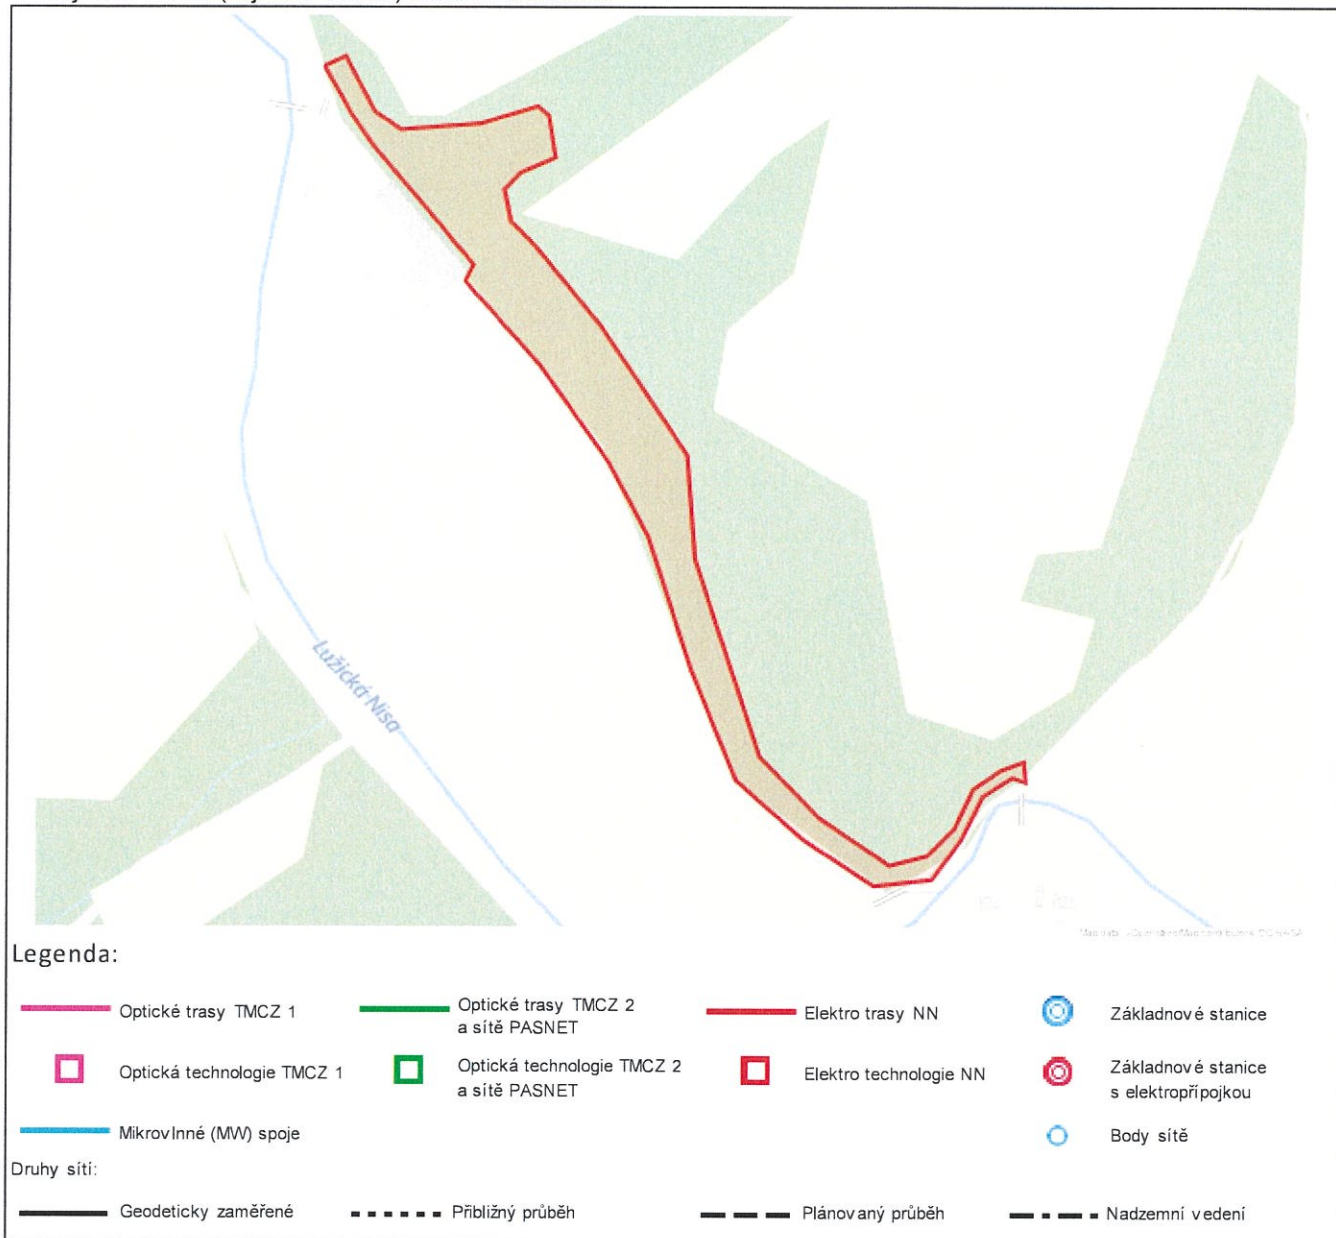 Lužická Nisa
Legenda:
Optické trasy TMCZ 1
Optické trasy TMCZ 2
a sítě PASNET
Elektro trasy NN
Základnové stanice
Optická technologie TMCZ 1
Optická technologie TMCZ 2
a sítě PASNET
Elektro technologie NN
Základnové stanice
s elektropřípojkou
Mikrovlnné (MW) spoje
Body sítě
Druhy sítí:
Geodeticky zaměřené
Přibližný průběh
Plánovaný průběh
Nadzemní vedení